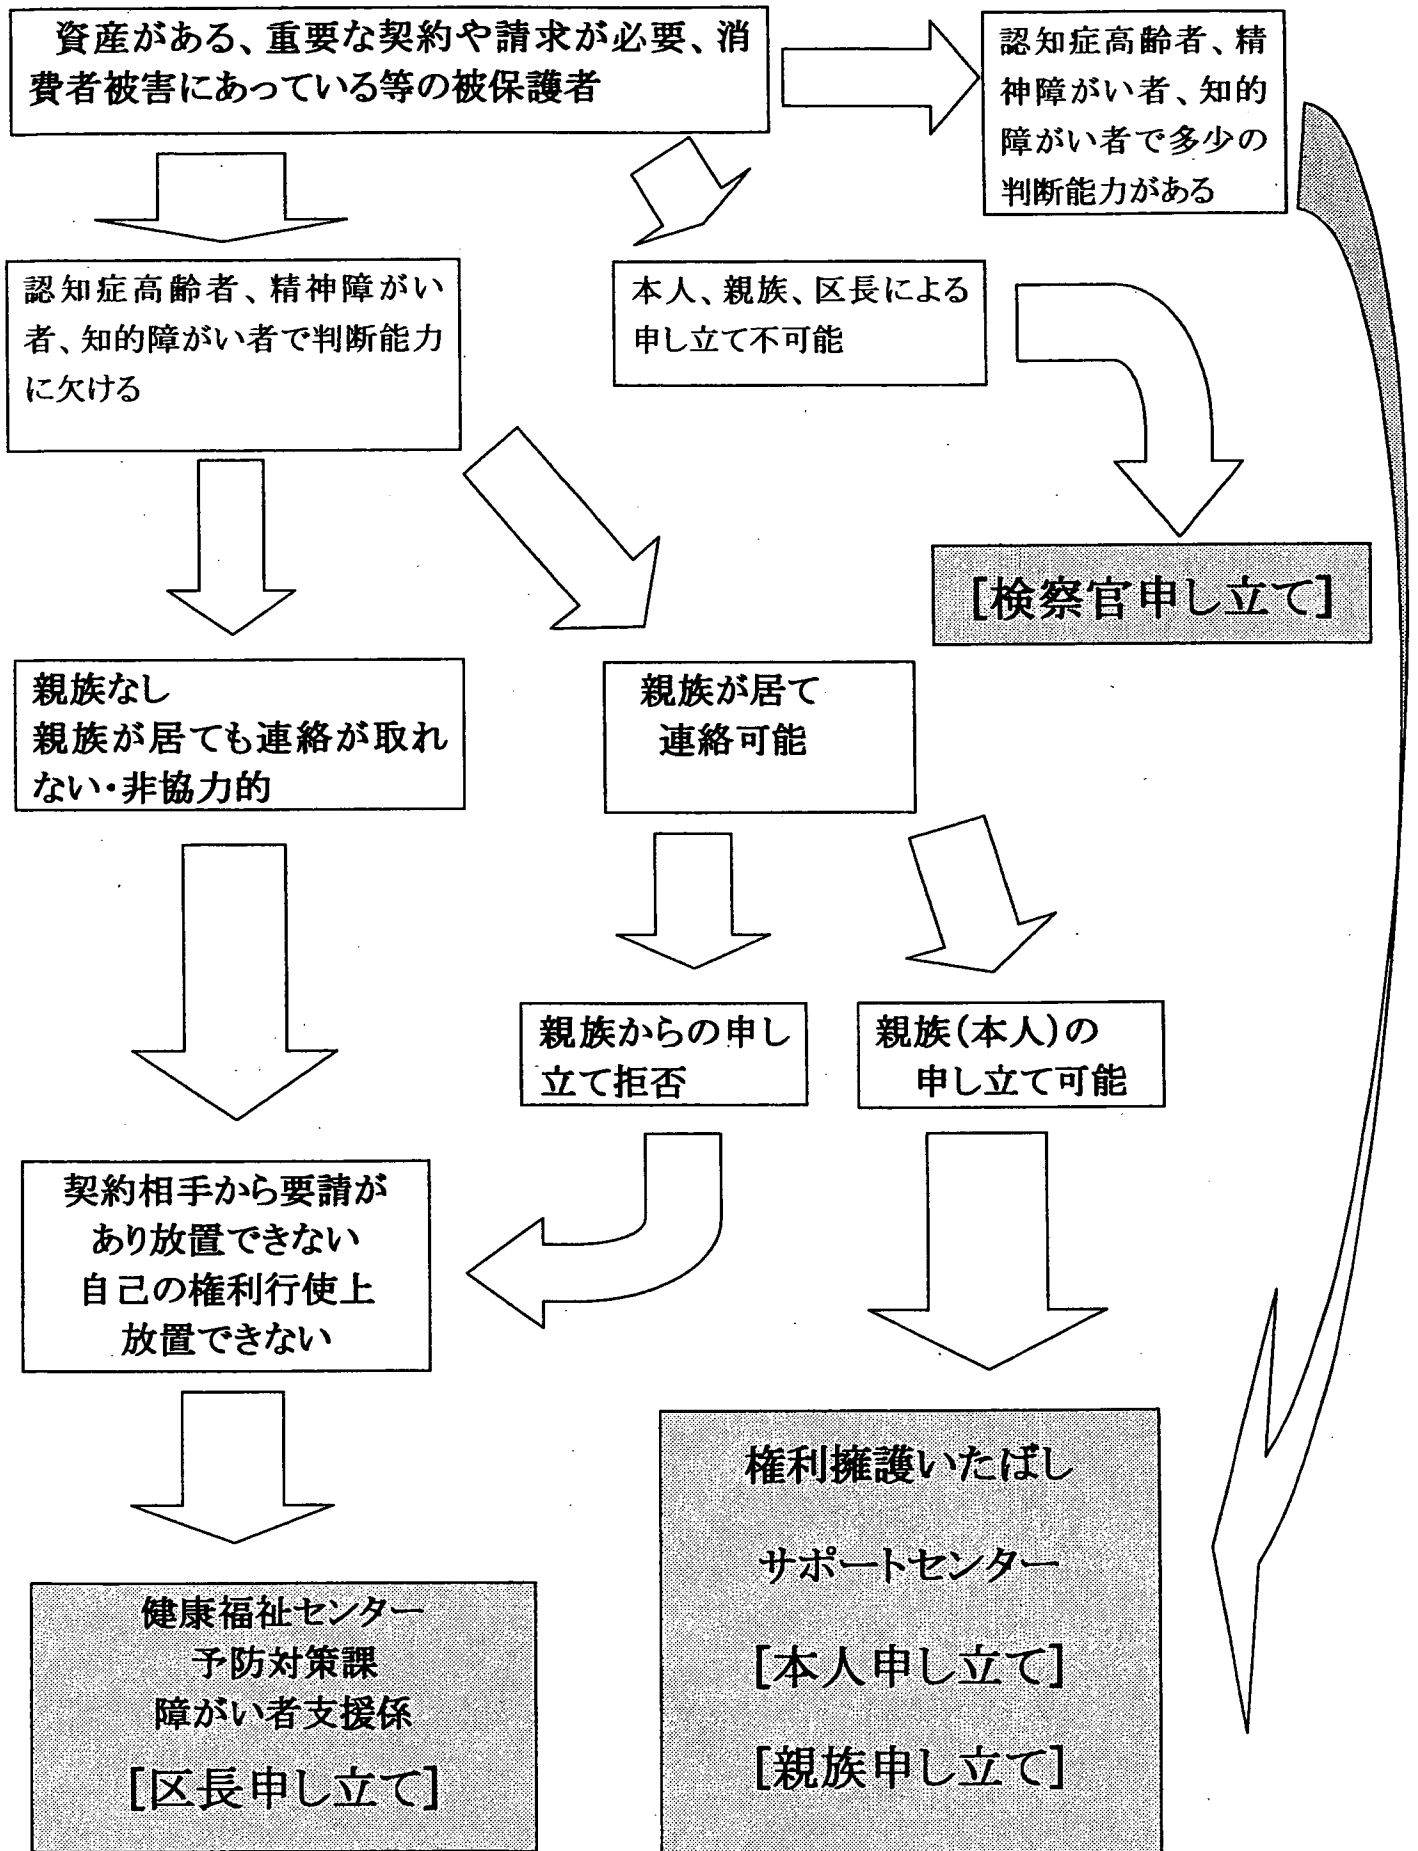 資産がある、重要な契約や請求が必要、消
費者被害にあっている等の被保護者
認知症高齢者、精
神障がい者、知的
障がい者で多少の
判断能力がある
認知症高齢者、精神障がい
者、知的障がい者で判断能力
に欠ける
本人、親族、区長による
申し立て不可能
[検察官申し立て]
親族なし
親族が居ても連絡が取れ
ない・非協力的
親族が居て
連絡可能
親族からの申し
立て拒否
親族(本人)の
申し立て可能
契約相手から要請が
あり放置できない
自己の権利行使上
放置できない
権利擁護いたばし
サポートセンター
[本人申し立て]
[親族申し立て]
健康福祉センター
予防対策課
障がい者支援係
[区長申し立て]